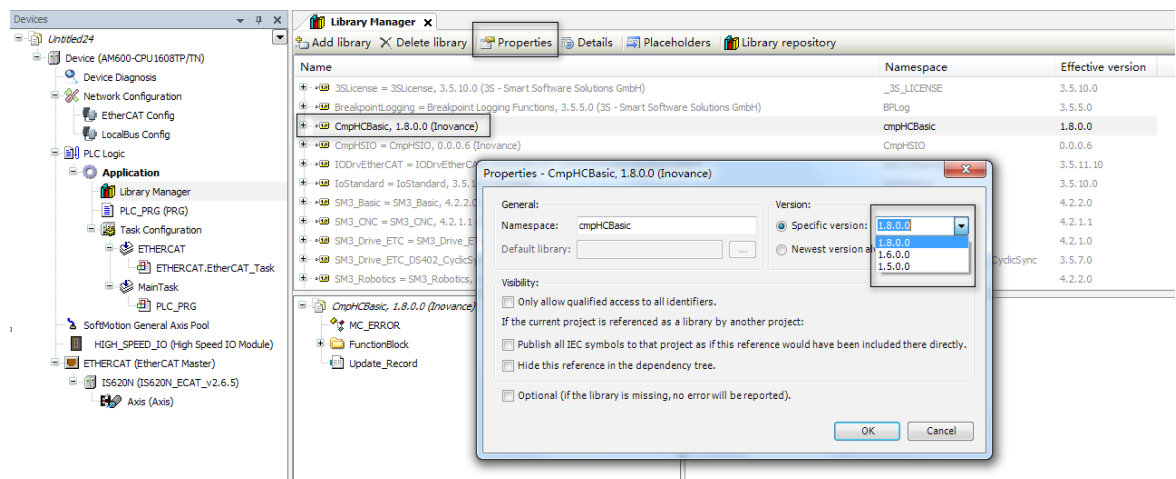 Devices
Untitled24
Device (AM600-CPU1608TP/TN)
Device Diagnosis
Network Configuration
EtherCAT Config
LocalBus Config
PLC Logic
Application
Library Manager
PLC_PRG (PRG)
Task Configuration
ETHERCAT
ETHERCAT.EtherCAT_Task
MainTask
PLC_PRG
SoftMotion General Axis Pool
HIGH_SPEED_IO (High Speed IO Module)
ETHERCAT (EtherCAT Master)
IS620N (IS620N_ECAT_v2.6.5)
Axis (Axis)
Library Manager
Add library Delete library Properties Details Placeholders Library repository
Name Namespace Effective version
3SLicense = 3SLicense, 3.5.10.0 (3S - Smart Software Solutions GmbH) _3S_LICENSE 3.5.10.0
BreakpointLogging = Breakpoint Logging Functions, 3.5.5.0 (3S - Smart Software Solutions GmbH) BPLog 3.5.5.0
CmpHCBasic, 1.8.0.0 (Inovance) cmpHCBasic 1.8.0.0
CmpHSIO = CmpHSIO, 0.0.0.6 (Inovance) CmpHSIO 0.0.0.6
IODrvEtherCAT = IODrvEtherCA 3.5.11.10
IoStandard = IoStandard, 3.5.1 3.5.10.0
SM3_Basic = SM3_Basic, 4.2.2.0 4.2.2.0
SM3_CNC = SM3_CNC, 4.2.1.1 4.2.1.1
SM3_Drive_ETC = SM3_Drive_E 4.2.1.0
SM3_Drive_ETC_DS402_CyclicS CyclicSync 3.5.7.0
SM3_Robotics = SM3_Robotics, 4.2.2.0
CmpHCBasic, 1.8.0.0 (Inovance)
MC_ERROR
FunctionBlock
Update_Record
Properties - CmpHCBasic, 1.8.0.0 (Inovance)
General:
Namespace: cmpHCBasic
Default library: ...
Version:
Specific version: 1.8.0.0
Newest version al
1.8.0.0
1.6.0.0
1.5.0.0
Visibility:
Only allow qualified access to all identifiers.
If the current project is referenced as a library by another project:
Publish all IEC symbols to that project as if this reference would have been included there directly.
Hide this reference in the dependency tree.
Optional (if the library is missing, no error will be reported).
OK Cancel